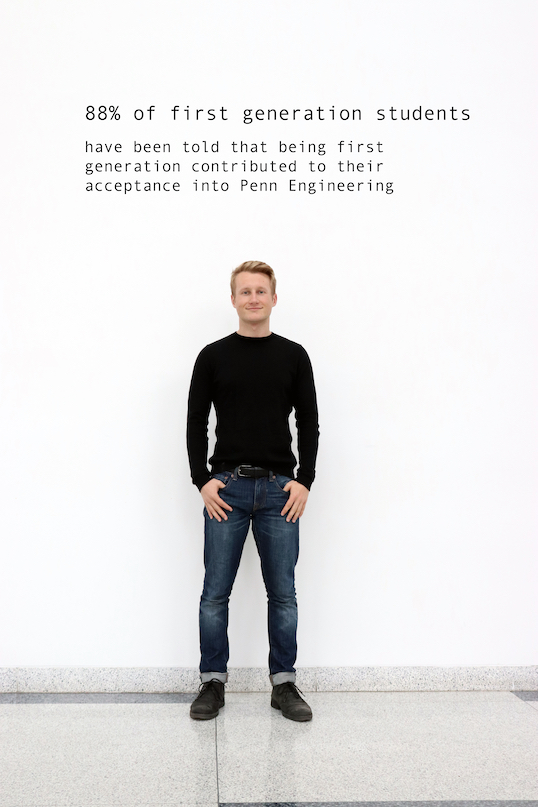 88% of first generation students
have been told that being first
generation contributed to their
acceptance into Penn Engineering